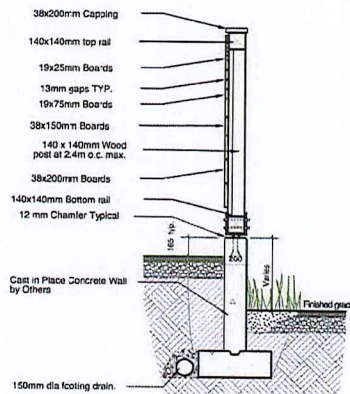 38x200mm Capping
140x140mm top rail
19x25mm Boards
13mm gaps TYP.
19x75mm Boards
38x150mm Boards
140 x 140mm Wood
post at 2.4m o.c. max.
38x200mm Boards
140x140mm Bottom rail
12 mm Chamfer Typical
165 typ.
200
Varies
Cast in Place Concrete Wall
by Others
Finished grad
150mm dia footing drain.